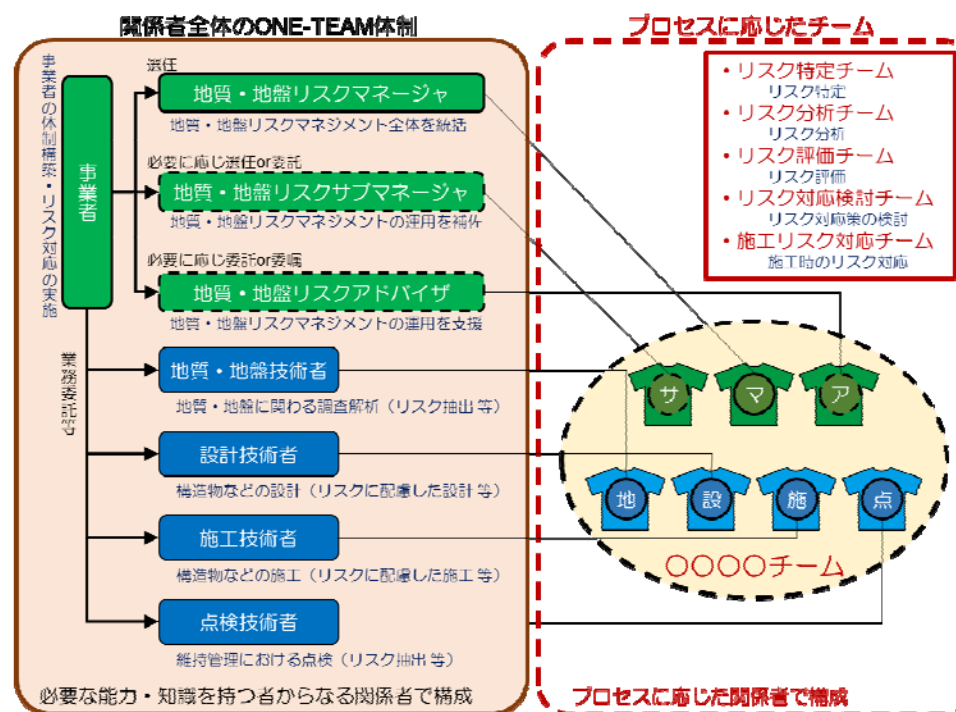 関係者全体のONE-TEAM体制
事業者の体制構築・リスク対応の実施
事業者
選任
地質・地盤リスクマネージャ
地質・地盤リスクマネジメント全体を統括
必要に応じ選任or委託
地質・地盤リスクサブマネージャ
地質・地盤リスクマネジメントの運用を補佐
必要に応じ委託or委嘱
地質・地盤リスクアドバイザ
地質・地盤リスクマネジメントの運用を支援
業務委託等
地質・地盤技術者
地質・地盤に関わる調査解析（リスク抽出 等）
設計技術者
構造物などの設計（リスクに配慮した設計 等）
施工技術者
構造物などの施工（リスクに配慮した施工 等）
点検技術者
維持管理における点検（リスク抽出 等）
必要な能力・知識を持つ者からなる関係者で構成
プロセスに応じたチーム
・リスク特定チーム
リスク特定
・リスク分析チーム
リスク分析
・リスク評価チーム
リスク評価
・リスク対応検討チーム
リスク対応策の検討
・施工リスク対応チーム
施工時のリスク対応
サ マ ア
地 設 施 点
〇〇〇〇チーム
プロセスに応じた関係者で構成